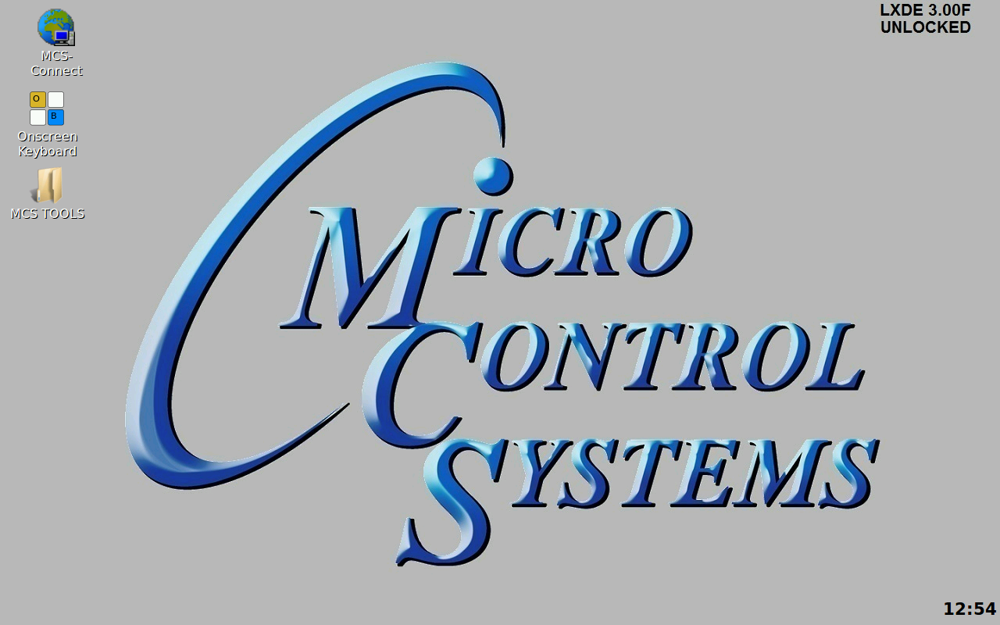 LXDE 3.00F
UNLOCKED
MCS-
Connect
O
B
Onscreen
Keyboard
MCS TOOLS
MICRO
CONTROL
SYSTEMS
12:54